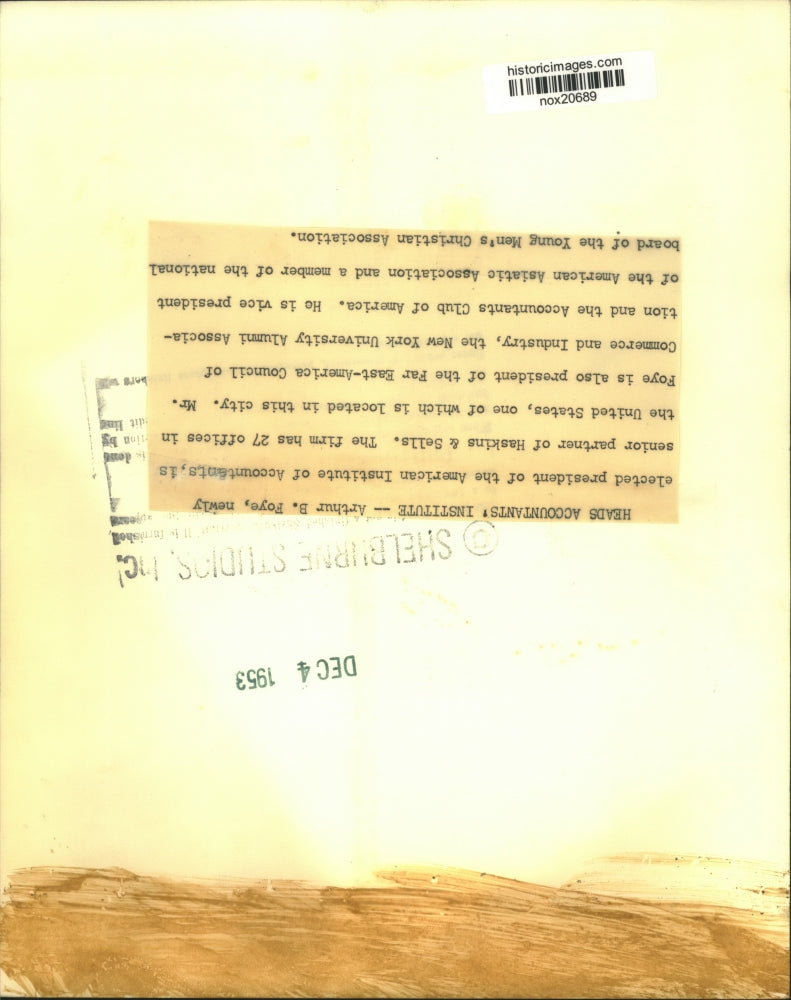 historicimages.com
nox20689
HEADS ACCOUNTANTS' INSTITUTE -- Arthur B. Foye, newly
elected president of the American Institute of Accountants, is
senior partner of Haskins & Sells. The firm has 27 offices in
the United States, one of which is located in this city. Mr.
Foye is also president of the Far East-America Council of
Commerce and Industry, the New York University Alumni Associa-
tion and the Accountants Club of America. He is vice president
of the American Asiatic Association and a member of the national
board of the Young Men's Christian Association.
© SHELBURNE STUDIOS, Inc.
is furnished
DEC 4 1953